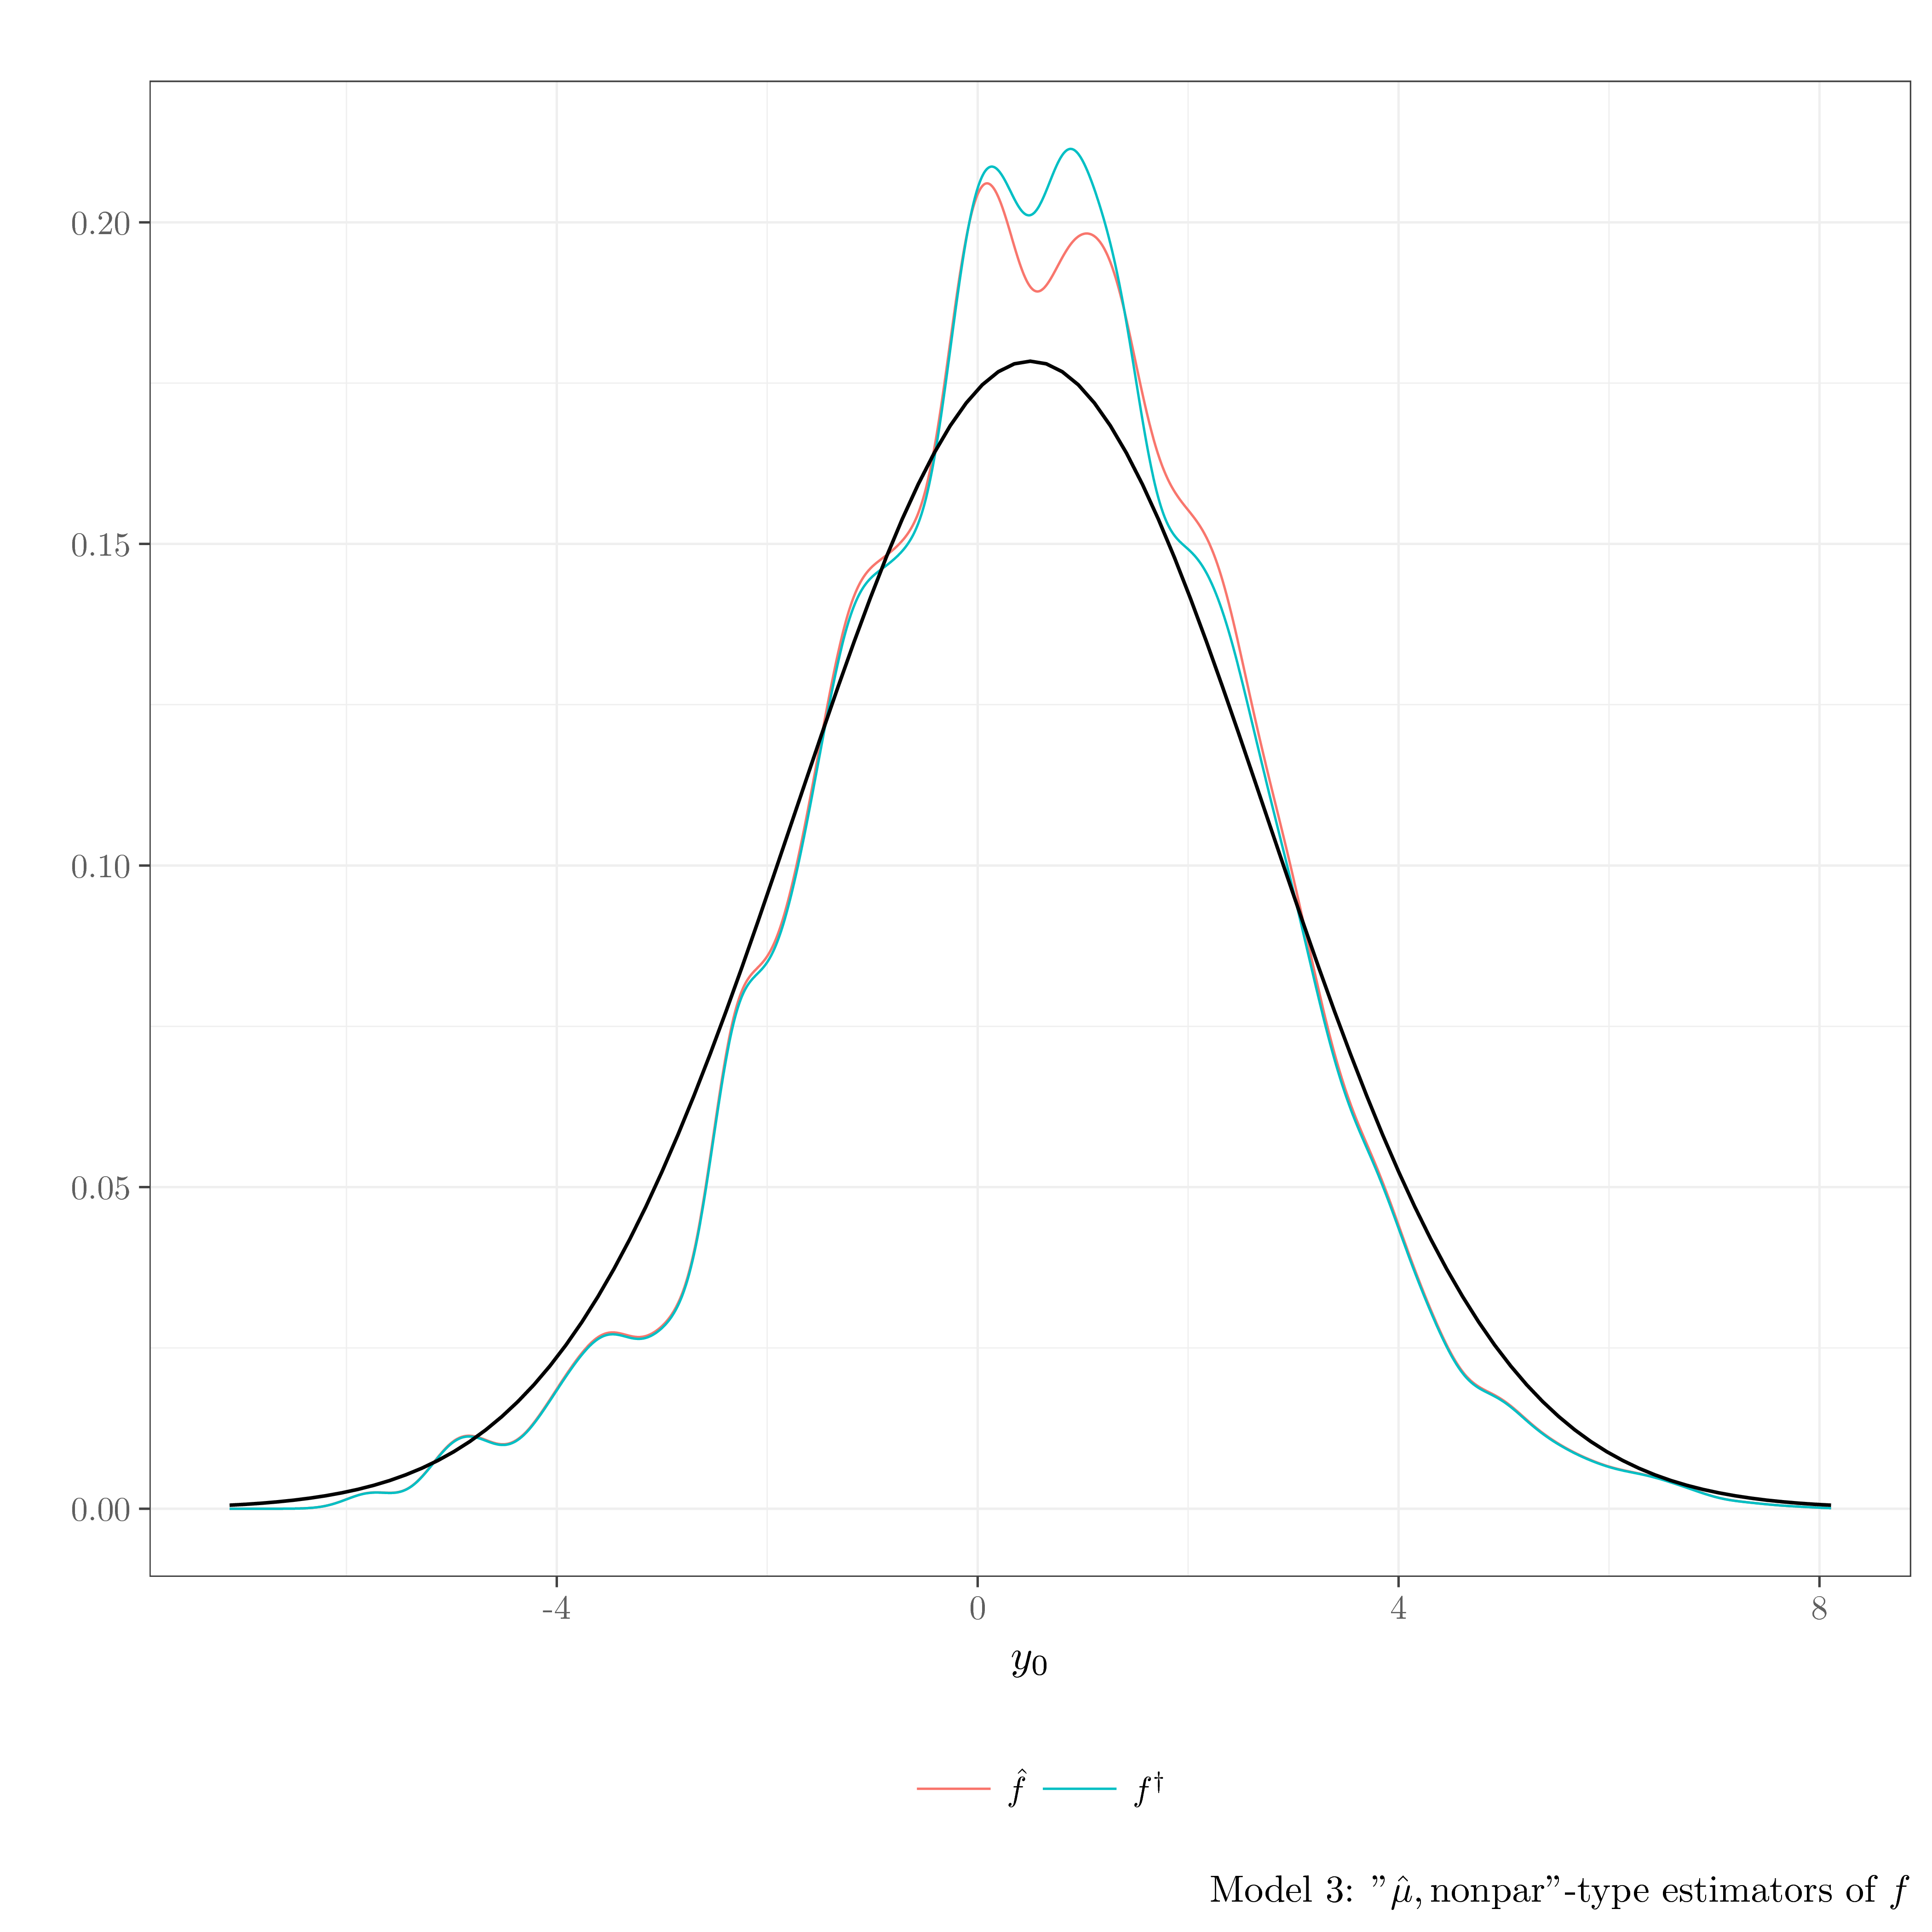 0.20
0.15
0.10
0.05
0.00
-4 0 4 8
y₀
f̂ f†
Model 3: ”μ̂, nonpar”-type estimators of f